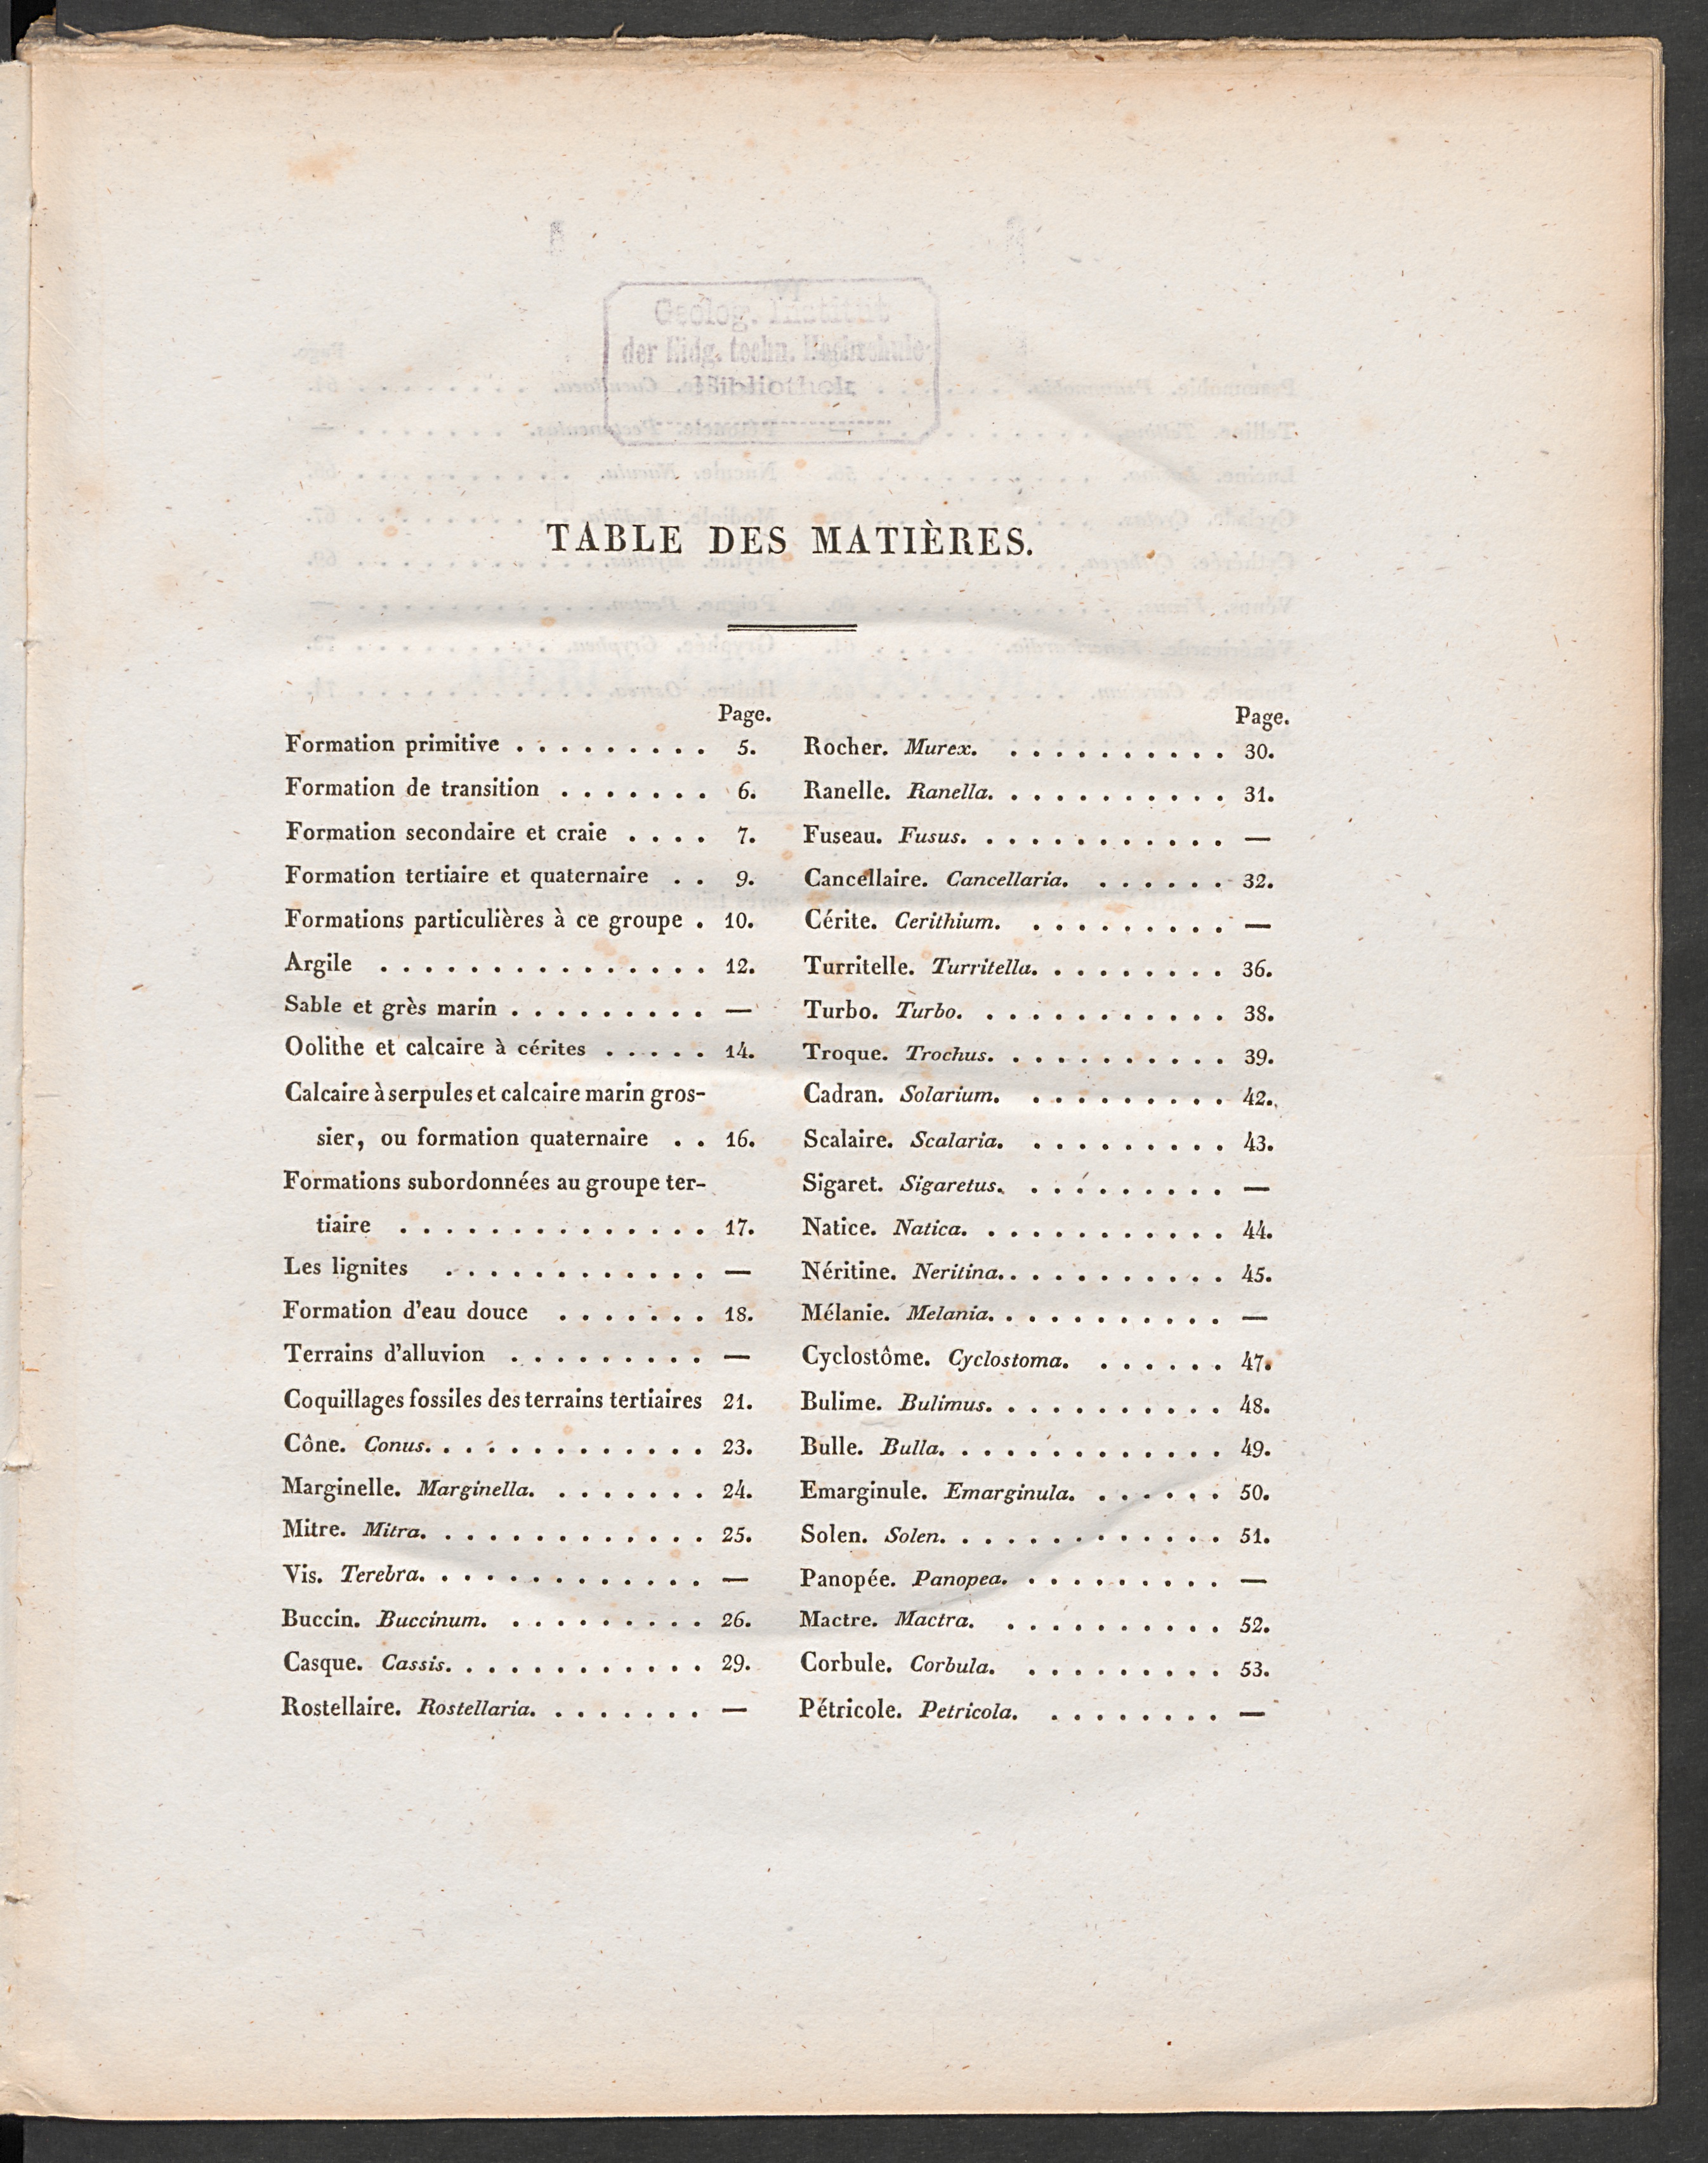 Geolog. Institut
der Eidg. techn. Hochschule
Bibliothek
TABLE DES MATIÈRES.
Page.
Formation primitive . . . . . . . . . 5.
Formation de transition . . . . . . . 6.
Formation secondaire et craie . . . . 7.
Formation tertiaire et quaternaire . . 9.
Formations particulières à ce groupe . 10.
Argile . . . . . . . . . . . . . . . 12.
Sable et grès marin . . . . . . . . . —
Oolithe et calcaire à cérites . . . . . 14.
Calcaire à serpules et calcaire marin gros-
sier, ou formation quaternaire . . 16.
Formations subordonnées au groupe ter-
tiaire . . . . . . . . . . . . . . 17.
Les lignites . . . . . . . . . . . . —
Formation d'eau douce . . . . . . . 18.
Terrains d'alluvion . . . . . . . . . —
Coquillages fossiles des terrains tertiaires 21.
Cône. Conus. . . . . . . . . . . . . 23.
Marginelle. Marginella. . . . . . . . 24.
Mitre. Mitra. . . . . . . . . . . . . 25.
Vis. Terebra. . . . . . . . . . . . . —
Buccin. Buccinum. . . . . . . . . . 26.
Casque. Cassis. . . . . . . . . . . . 29.
Rostellaire. Rostellaria. . . . . . . . —
Page.
Rocher. Murex. . . . . . . . . . . 30.
Ranelle. Ranella. . . . . . . . . . . 31.
Fuseau. Fusus. . . . . . . . . . . . —
Cancellaire. Cancellaria. . . . . . . 32.
Cérite. Cerithium. . . . . . . . . . —
Turritelle. Turritella. . . . . . . . . 36.
Turbo. Turbo. . . . . . . . . . . . 38.
Troque. Trochus. . . . . . . . . . . 39.
Cadran. Solarium. . . . . . . . . . 42.
Scalaire. Scalaria. . . . . . . . . . 43.
Sigaret. Sigaretus. . . . . . . . . . —
Natice. Natica. . . . . . . . . . . . 44.
Néritine. Neritina. . . . . . . . . . . 45.
Mélanie. Melania. . . . . . . . . . . —
Cyclostôme. Cyclostoma. . . . . . . 47.
Bulime. Bulimus. . . . . . . . . . . 48.
Bulle. Bulla. . . . . . . . . . . . . 49.
Emarginule. Emarginula. . . . . . . 50.
Solen. Solen. . . . . . . . . . . . . 51.
Panopée. Panopea. . . . . . . . . . —
Mactre. Mactra. . . . . . . . . . . 52.
Corbule. Corbula. . . . . . . . . . 53.
Pétricole. Petricola. . . . . . . . . —